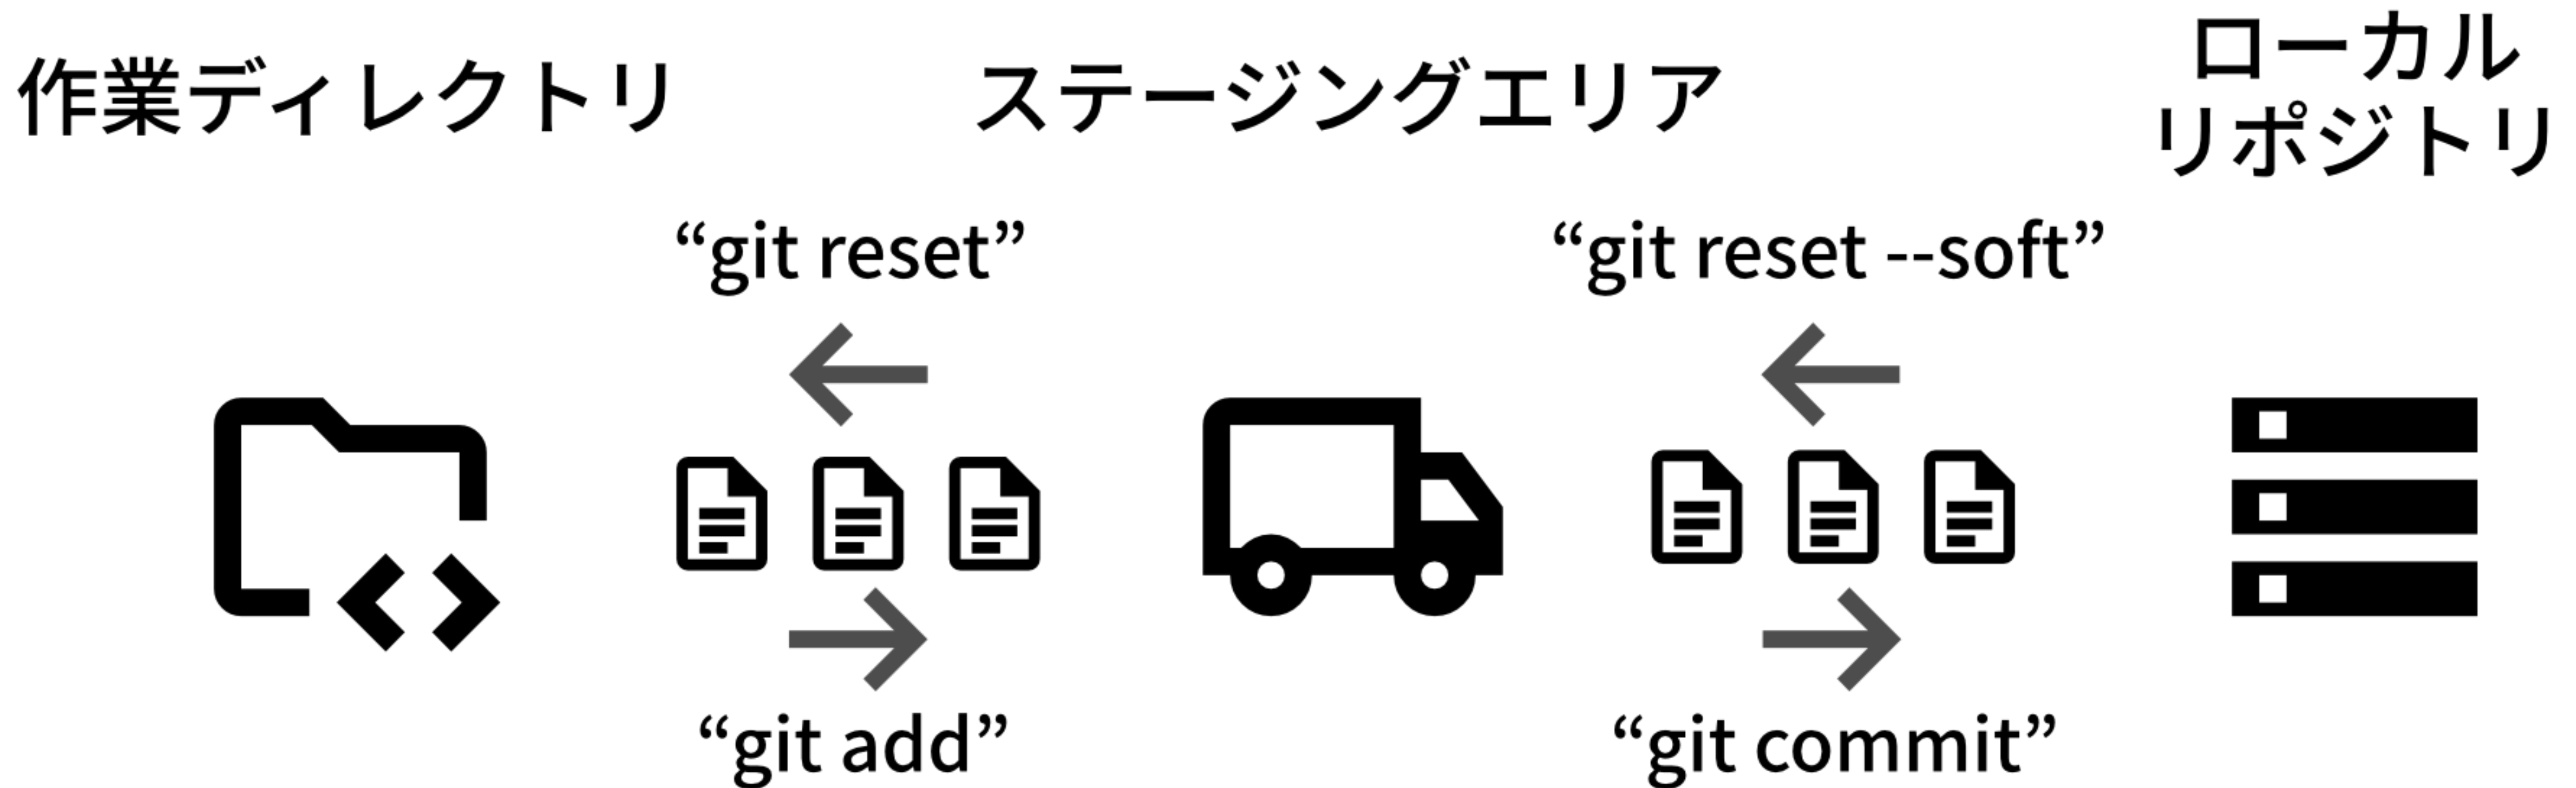 作業ディレクトリ
ステージングエリア
ローカル
リポジトリ
“git reset”
“git reset --soft”
“git add”
“git commit”